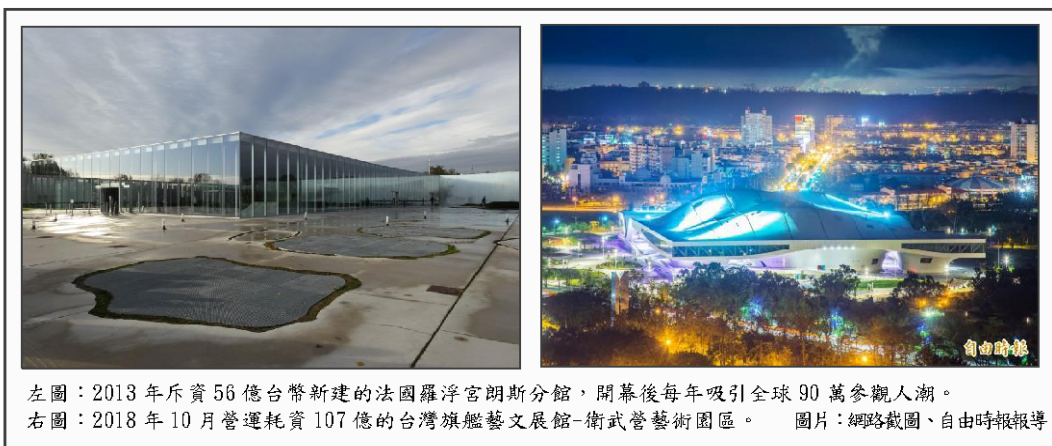 自由時報
左圖：2013 年斥資 56 億台幣新建的法國羅浮宮朗斯分館，開幕後每年吸引全球 90 萬參觀人潮。
右圖：2018 年 10 月營運耗資 107 億的台灣旗艦藝文展館-衛武營藝術園區。 圖片：網路截圖、自由時報報導